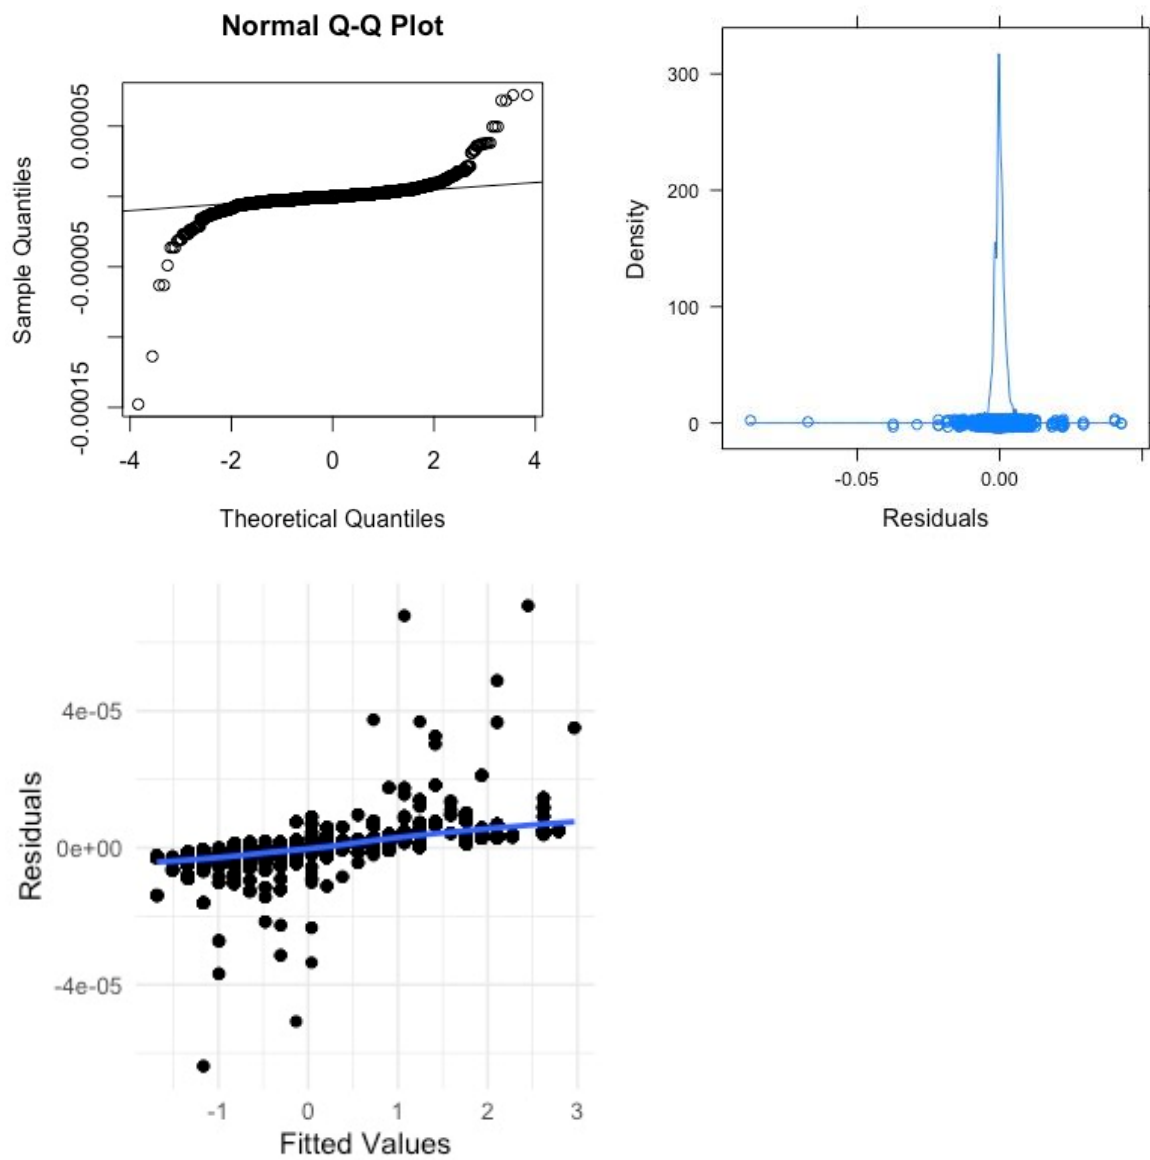 Normal Q-Q Plot
Sample Quantiles
0.00005
-0.00005
-0.00015
-4 -2 0 2 4
Theoretical Quantiles
Density
300
200
100
0
-0.05 0.00
Residuals
Residuals
4e-05
0e+00
-4e-05
-1 0 1 2 3
Fitted Values